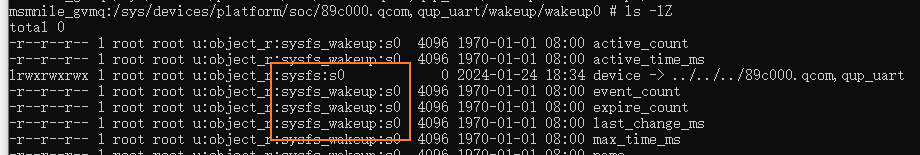 msmnile_gvmq:/sys/devices/platform/soc/89c000.qcom,qup_uart/wakeup/wakeup0 # ls -lZ
total 0
-r--r--r-- 1 root root u:object_r:sysfs_wakeup:s0  4096 1970-01-01 08:00 active_count
-r--r--r-- 1 root root u:object_r:sysfs_wakeup:s0  4096 1970-01-01 08:00 active_time_ms
lrwxrwxrwx 1 root root u:object_r:sysfs:s0            0 2024-01-24 18:34 device -> ../../../89c000.qcom,qup_uart
-r--r--r-- 1 root root u:object_r:sysfs_wakeup:s0  4096 1970-01-01 08:00 event_count
-r--r--r-- 1 root root u:object_r:sysfs_wakeup:s0  4096 1970-01-01 08:00 expire_count
-r--r--r-- 1 root root u:object_r:sysfs_wakeup:s0  4096 1970-01-01 08:00 last_change_ms
-r--r--r-- 1 root root u:object_r:sysfs_wakeup:s0  4096 1970-01-01 08:00 max_time_ms